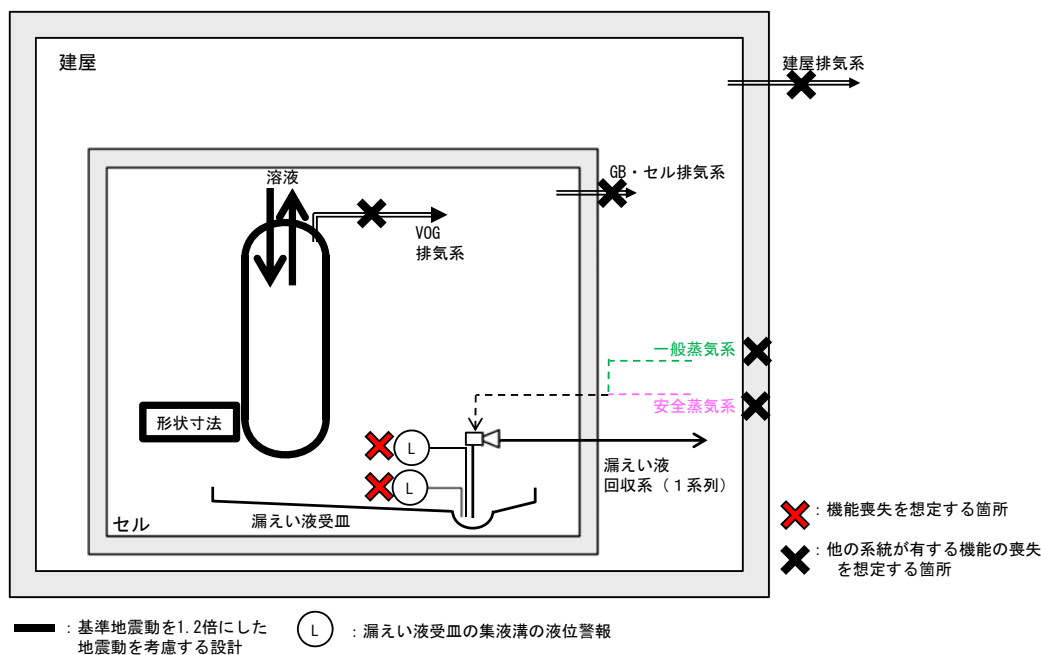 建屋
建屋排気系
GB・セル排気系
溶液
VOG
排気系
一般蒸気系
安全蒸気系
形状寸法
L
L
漏えい液
回収系（１系列）
漏えい液受皿
セル
：機能喪失を想定する箇所
：他の系統が有する機能の喪失
を想定する箇所
：基準地震動を1.2倍にした
地震動を考慮する設計
L
：漏えい液受皿の集液溝の液位警報